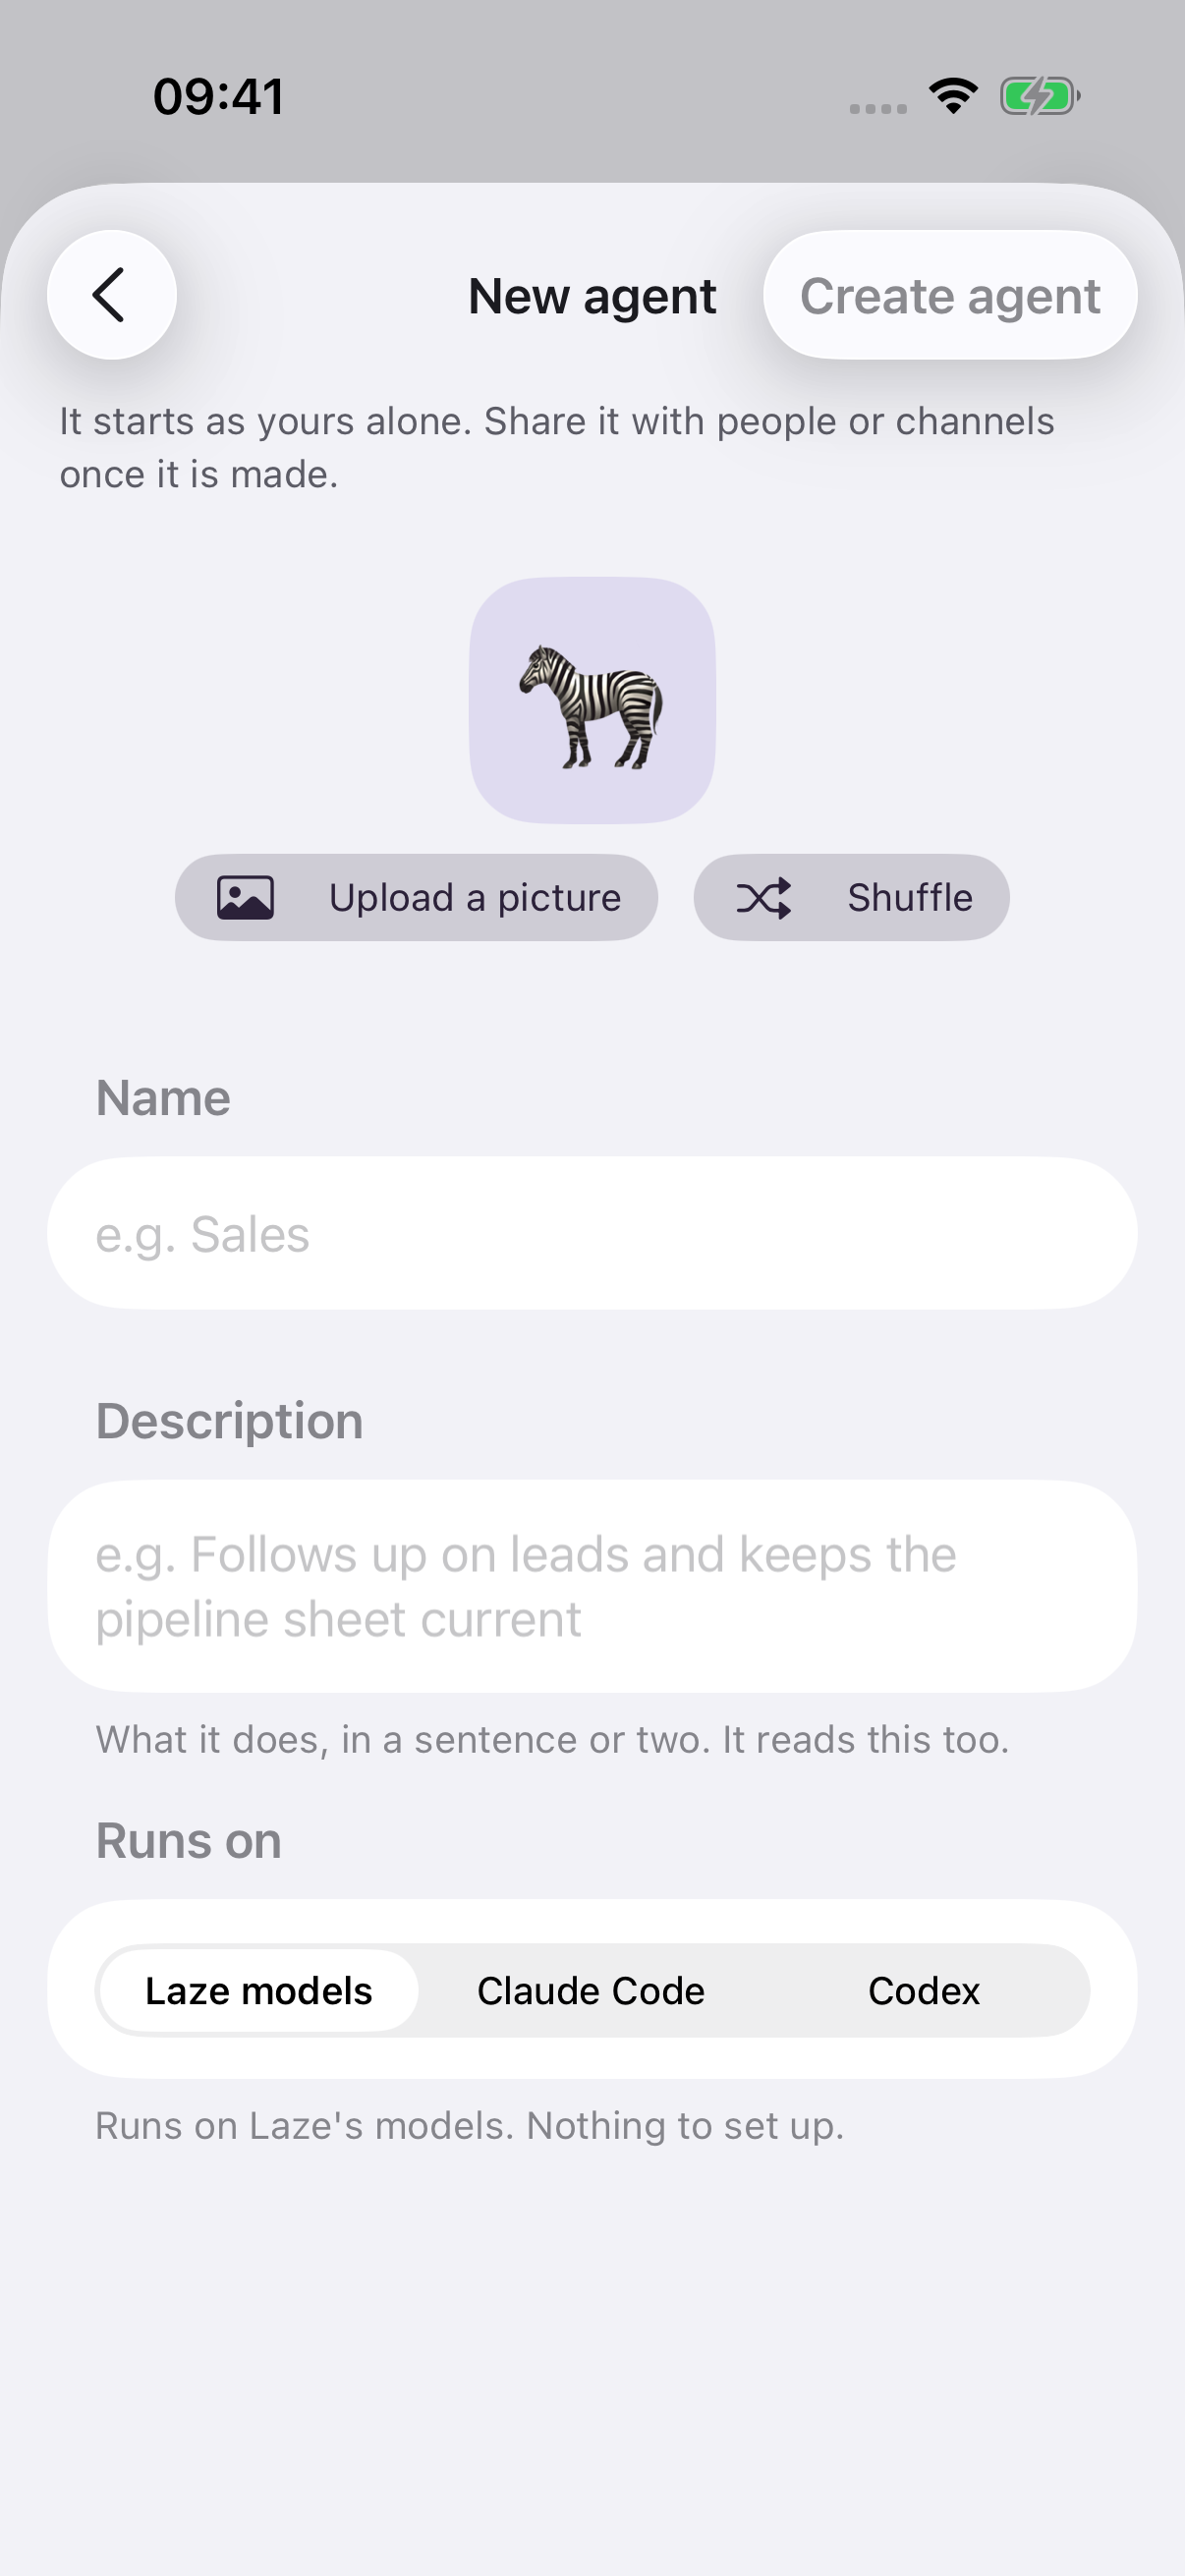 09:41
New agent
Create agent
It starts as yours alone. Share it with people or channels
once it is made.
Upload a picture
Shuffle
Name
e.g. Sales
Description
e.g. Follows up on leads and keeps the
pipeline sheet current
What it does, in a sentence or two. It reads this too.
Runs on
Laze models
Claude Code
Codex
Runs on Laze's models. Nothing to set up.